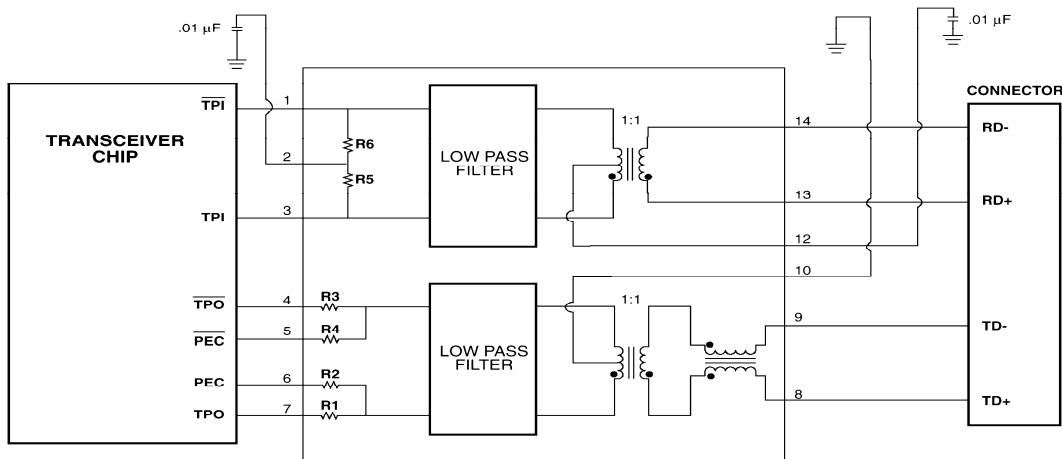 .01 µF
.01 µF
CONNECTOR
TRANSCEIVER
CHIP
TPI
1
R6
2
R5
TPI
3
LOW PASS
FILTER
1:1
14
RD-
13
RD+
12
10
TPO
4
R3
PEC
5
R4
PEC
6
R2
TPO
7
R1
LOW PASS
FILTER
1:1
9
TD-
8
TD+